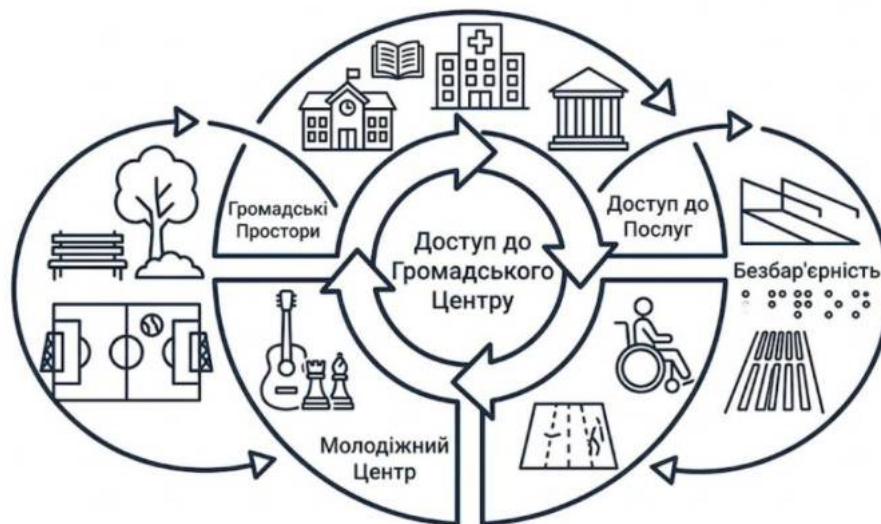 Громадські
Простори
Доступ до
Послуг
Доступ до
Громадського
Центру
Безбар'єрність
Молодіжний
Центр